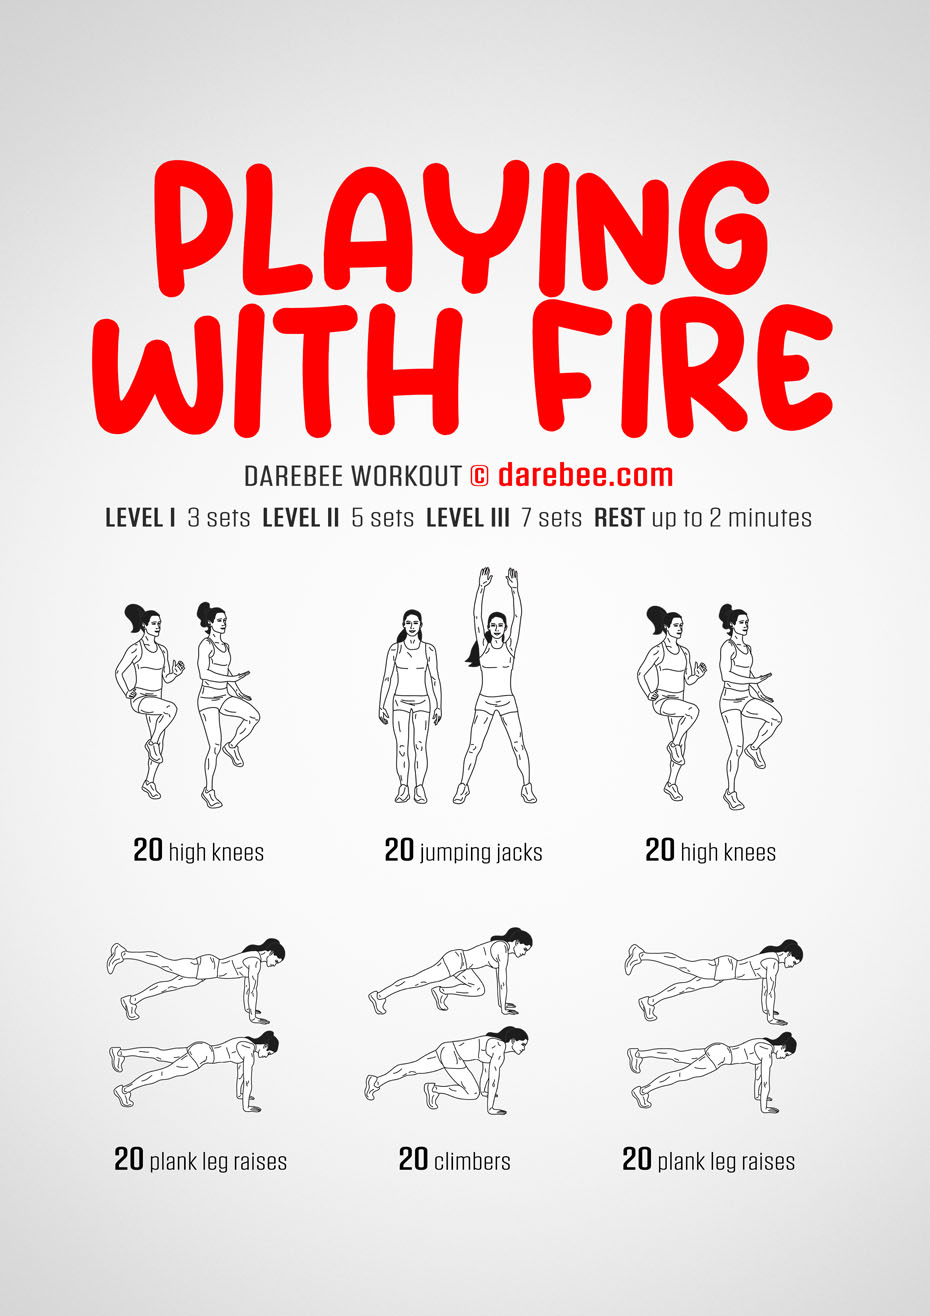 PLAYING
WITH FIRE
DAREBEE WORKOUT © darebee.com
LEVEL I 3 sets LEVEL II 5 sets LEVEL III 7 sets REST up to 2 minutes
20 high knees
20 jumping jacks
20 high knees
20 plank leg raises
20 climbers
20 plank leg raises